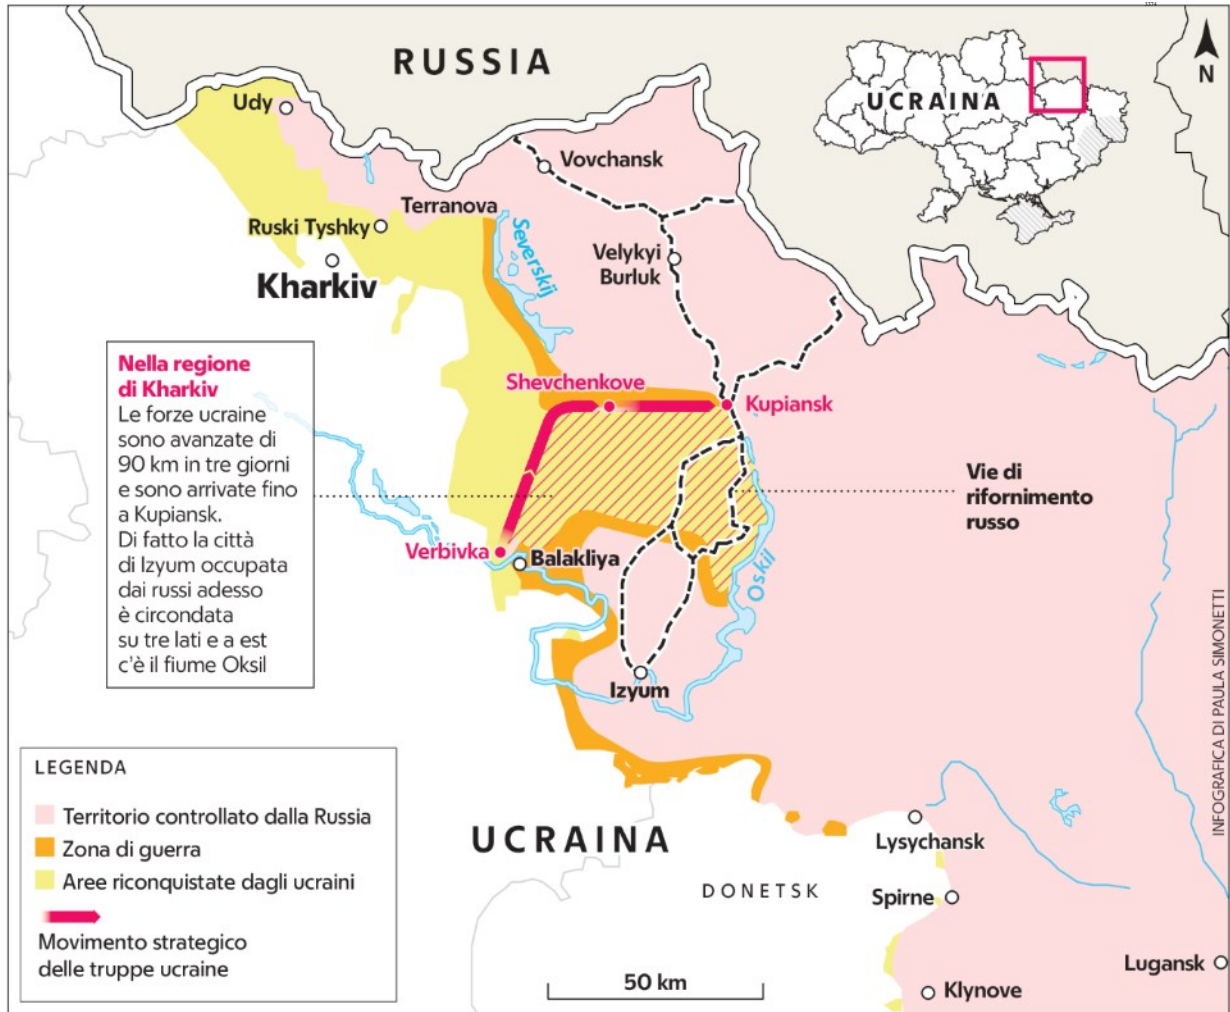 RUSSIA
N
UCRAINA
Udy
Vovchansk
Terranova
Ruski Tyshky
Severskij
Velykyi
Burluk
Kharkiv
Nella regione
di Kharkiv
Le forze ucraine
sono avanzate di
90 km in tre giorni
e sono arrivate fino
a Kupiansk.
Di fatto la città
di Izyum occupata
dai russi adesso
è circondata
su tre lati e a est
c'è il fiume Oksil
Shevchenkove
Kupiansk
Vie di
rifornimento
russo
Verbivka
Balakliya
Oskil
Izyum
LEGENDA
Territorio controllato dalla Russia
Zona di guerra
Aree riconquistate dagli ucraini
Movimento strategico
delle truppe ucraine
UCRAINA
Lysychansk
DONETSK
Spirne
50 km
Lugansk
Klynove
INFOGRAFICA DI PAULA SIMONETTI